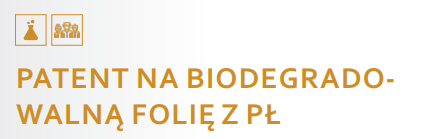 PATENT NA BIODEGRADO-
WALNĄ FOLIĘ Z PŁ